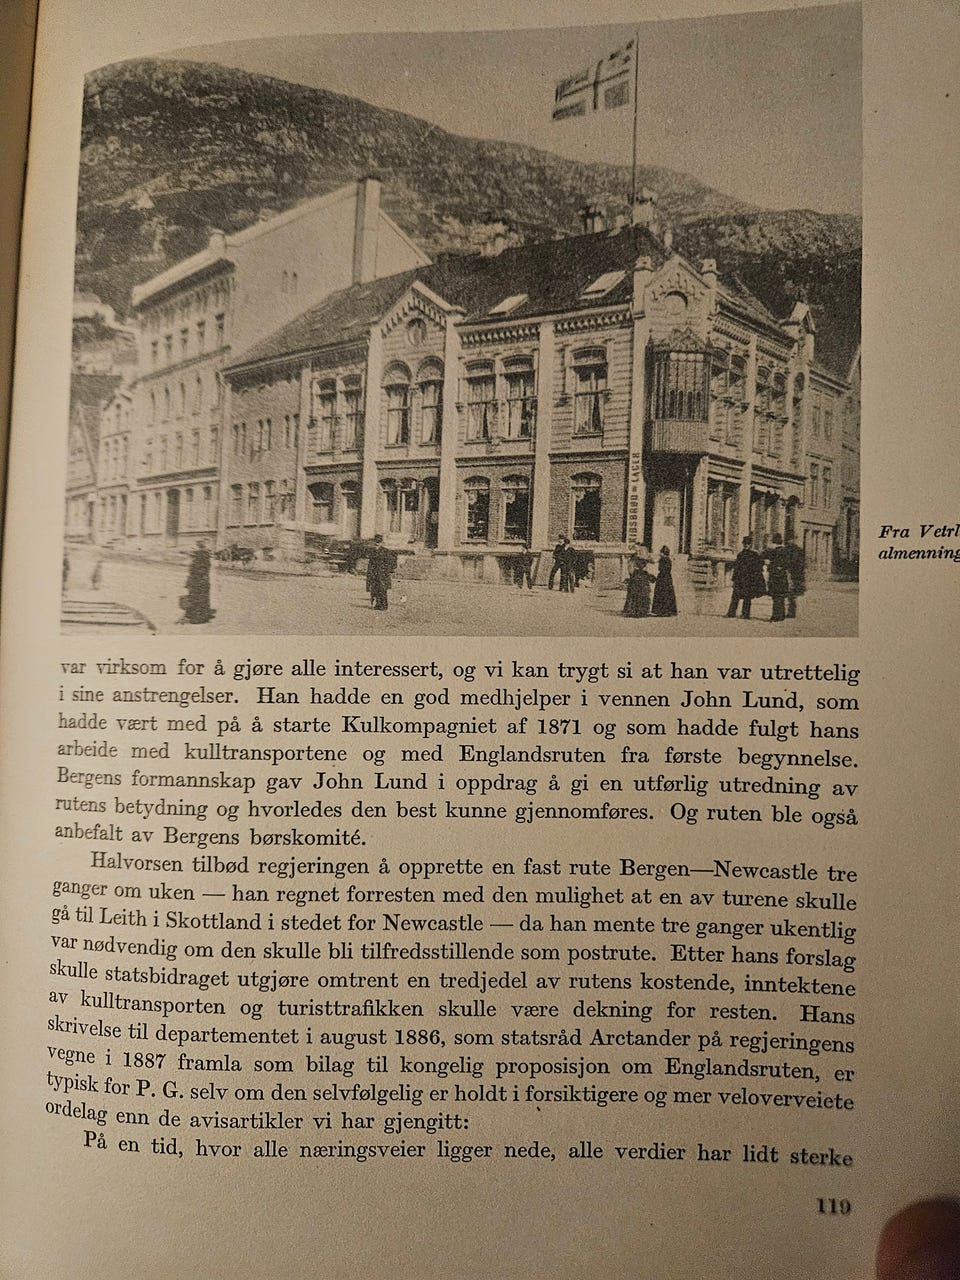 SKIBSBRØD = LAGER
Fra Vetrl
almenning
var virksom for å gjøre alle interessert, og vi kan trygt si at han var utrettelig
i sine anstrengelser. Han hadde en god medhjelper i vennen John Lund, som
hadde vært med på å starte Kulkompagniet af 1871 og som hadde fulgt hans
arbeide med kulltransportene og med Englandsruten fra første begynnelse.
Bergens formannskap gav John Lund i oppdrag å gi en utførlig utredning av
rutens betydning og hvorledes den best kunne gjennomføres. Og ruten ble også
anbefalt av Bergens børskomité.
Halvorsen tilbød regjeringen å opprette en fast rute Bergen—Newcastle tre
ganger om uken — han regnet forresten med den mulighet at en av turene skulle
gå til Leith i Skottland i stedet for Newcastle — da han mente tre ganger ukentlig
var nødvendig om den skulle bli tilfredsstillende som postrute. Etter hans forslag
skulle statsbidraget utgjøre omtrent en tredjedel av rutens kostende, inntektene
av kulltransporten og turisttrafikken skulle være dekning for resten. Hans
skrivelse til departementet i august 1886, som statsråd Arctander på regjeringens
vegne i 1887 framla som bilag til kongelig proposisjon om Englandsruten, er
typisk for P. G. selv om den selvfølgelig er holdt i forsiktigere og mer veloverveiete
ordelag enn de avisartikler vi har gjengitt:
På en tid, hvor alle næringsveier ligger nede, alle verdier har lidt sterke
119